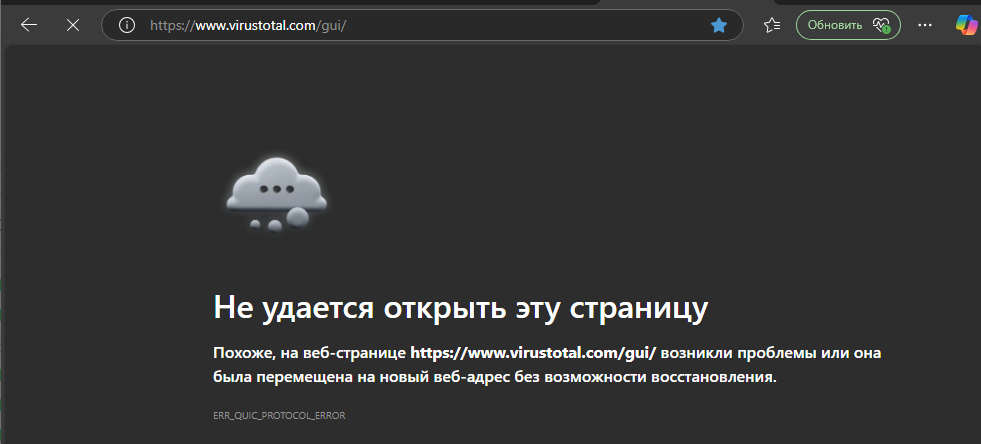 https://www.virustotal.com/gui/
Обновить
Не удается открыть эту страницу
Похоже, на веб-странице https://www.virustotal.com/gui/ возникли проблемы или она
была перемещена на новый веб-адрес без возможности восстановления.
ERR_QUIC_PROTOCOL_ERROR